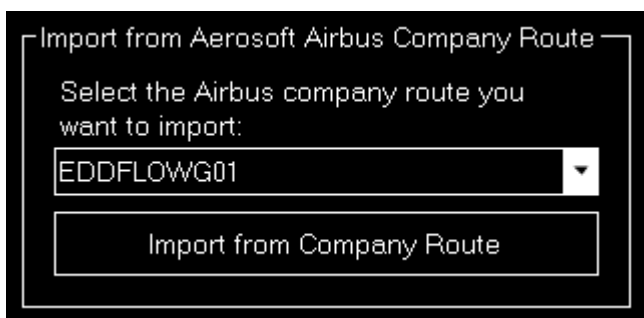 Import from Aerosoft Airbus Company Route
Select the Airbus company route you
want to import:
EDDFLOWG01
Import from Company Route